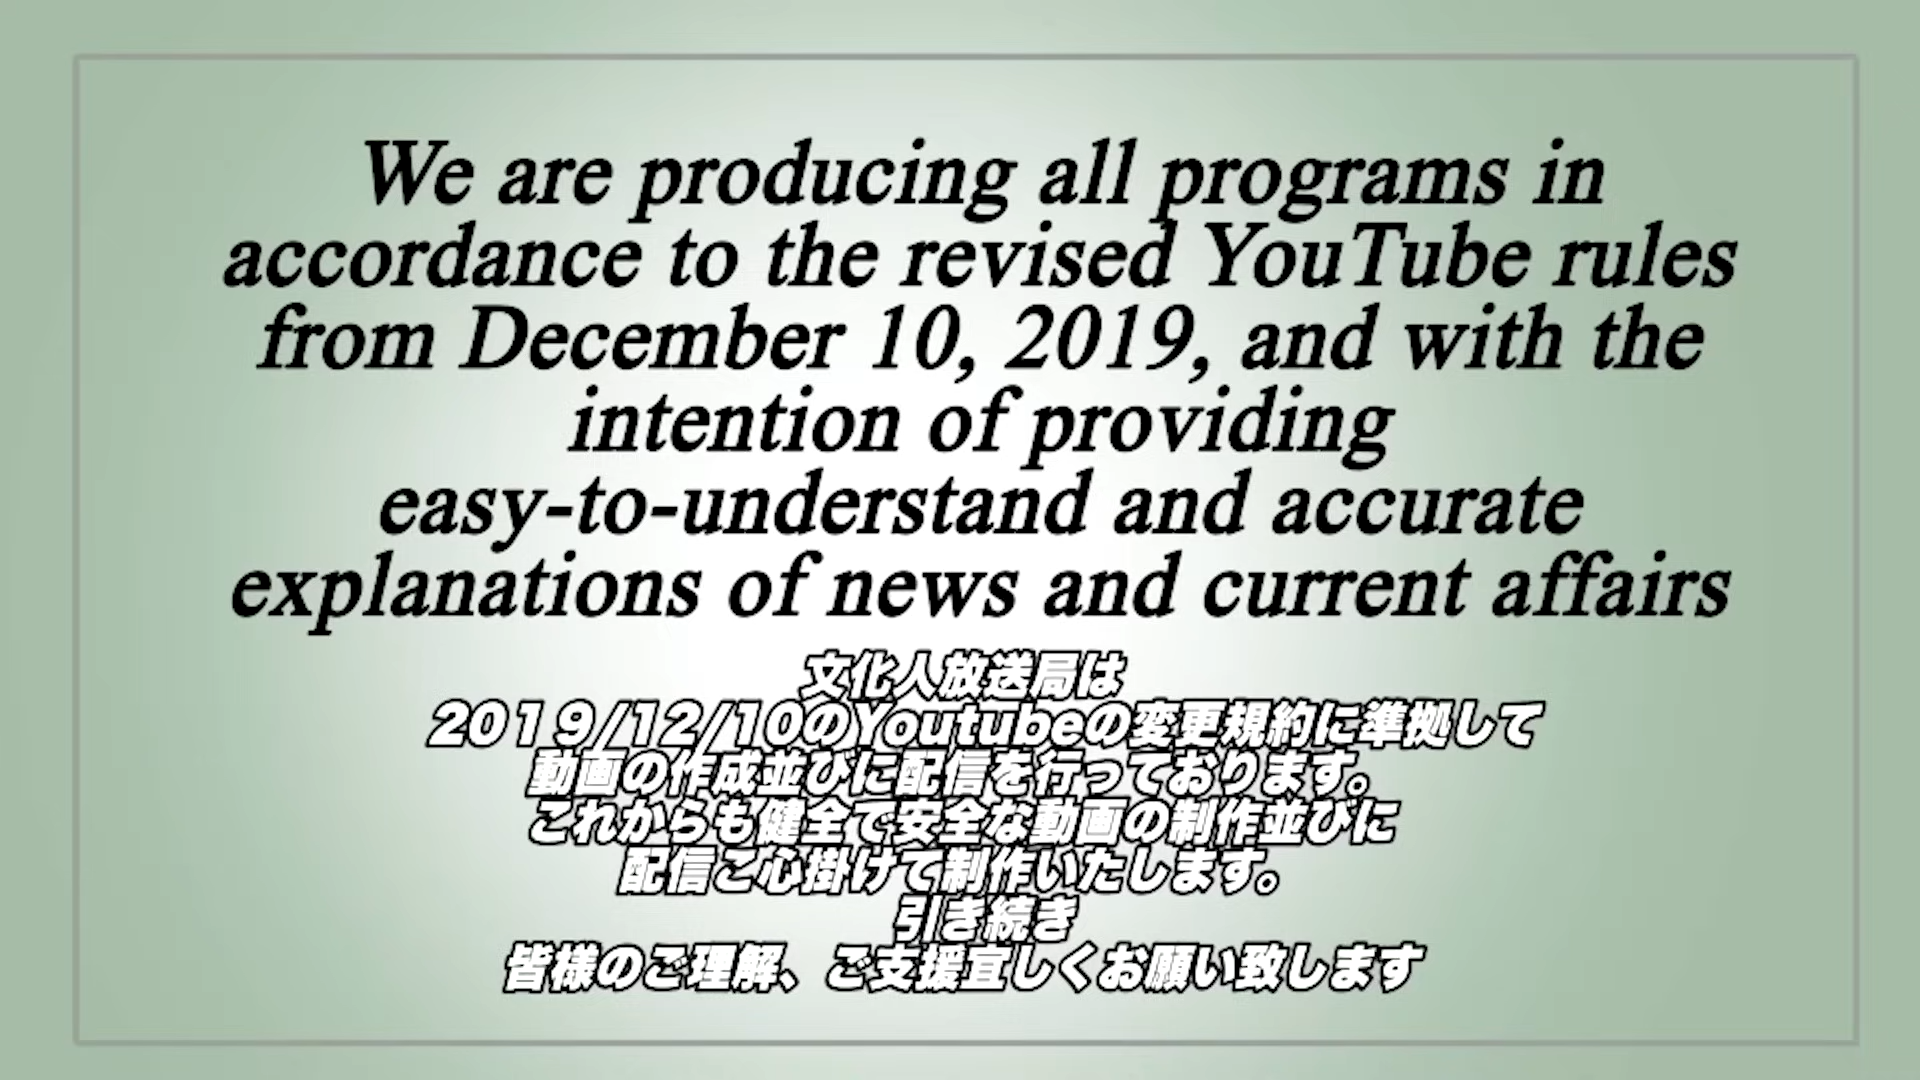 We are producing all programs in
accordance to the revised YouTube rules
from December 10, 2019, and with the
intention of providing
easy-to-understand and accurate
explanations of news and current affairs
文化人放送局は
2019/12/10のYoutubeの変更規約に準拠して
動画の作成並びに配信を行っております。
これからも健全で安全な動画の制作並びに
配信こ心掛けて制作いたします。
引き続き
皆様のご理解、ご支援宜しくお願い致します